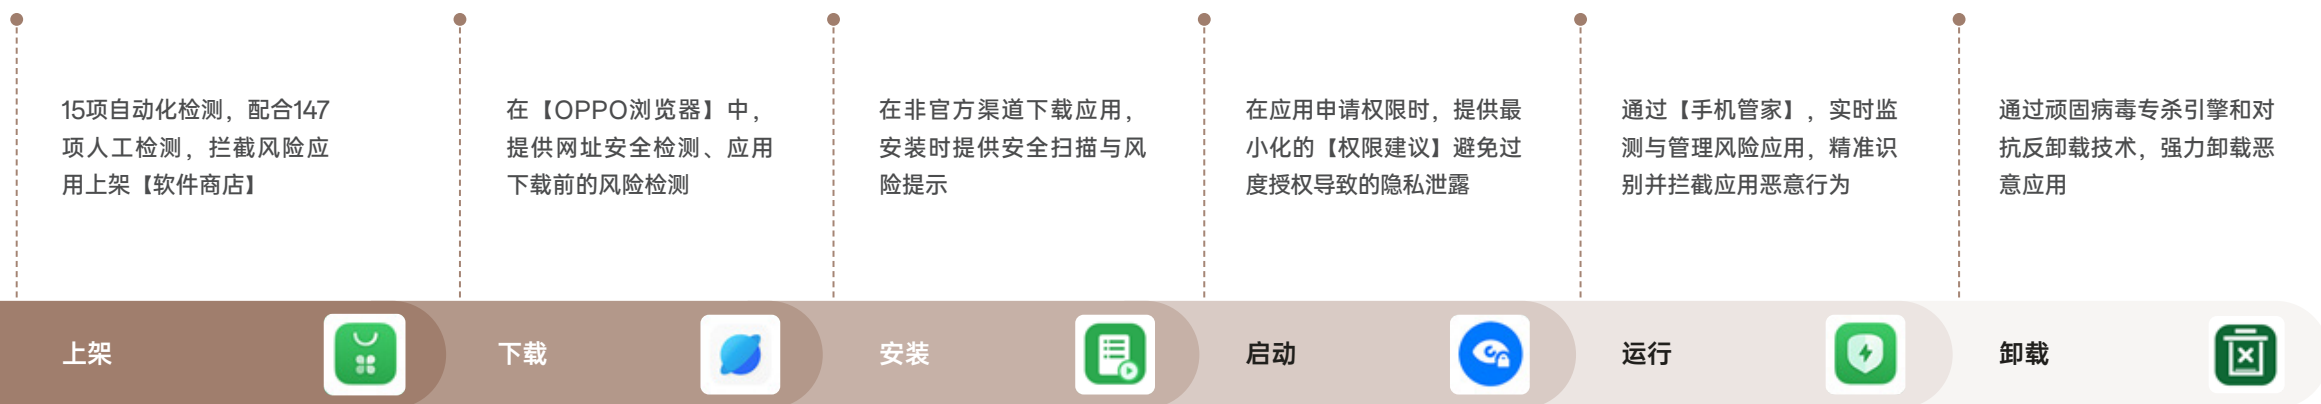 15项自动化检测，配合147
项人工检测，拦截风险应
用上架【软件商店】
在【OPPO浏览器】中，
提供网址安全检测、应用
下载前的风险检测
在非官方渠道下载应用，
安装时提供安全扫描与风
险提示
在应用申请权限时，提供最
小化的【权限建议】避免过
度授权导致的隐私泄露
通过【手机管家】，实时监
测与管理风险应用，精准识
别并拦截应用恶意行为
通过顽固病毒专杀引擎和对
抗反卸载技术，强力卸载恶
意应用
上架
下载
安装
启动
运行
卸载